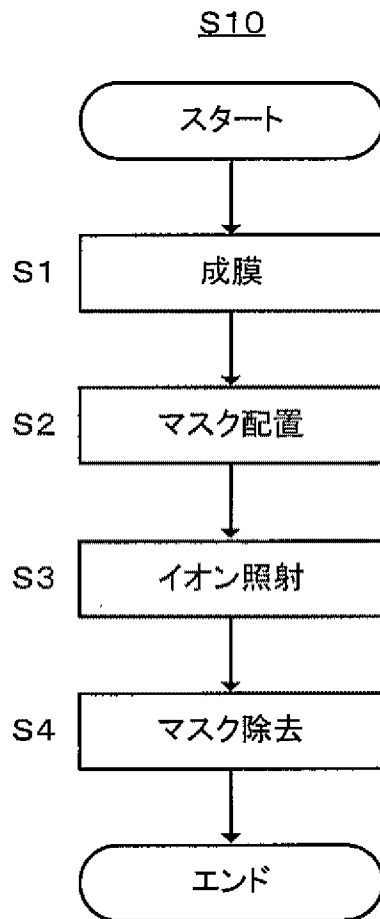 S10
スタート
S1
成膜
S2
マスク配置
S3
イオン照射
S4
マスク除去
エンド